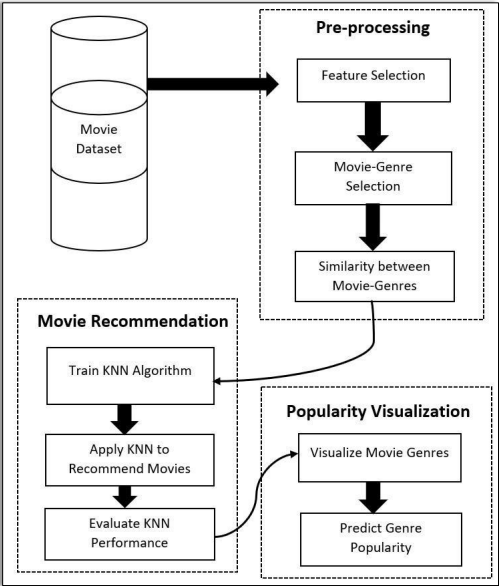 Movie
Dataset
Pre-processing
Feature Selection
Movie-Genre
Selection
Similarity between
Movie-Genres
Movie Recommendation
Train KNN Algorithm
Apply KNN to
Recommend Movies
Evaluate KNN
Performance
Popularity Visualization
Visualize Movie Genres
Predict Genre
Popularity